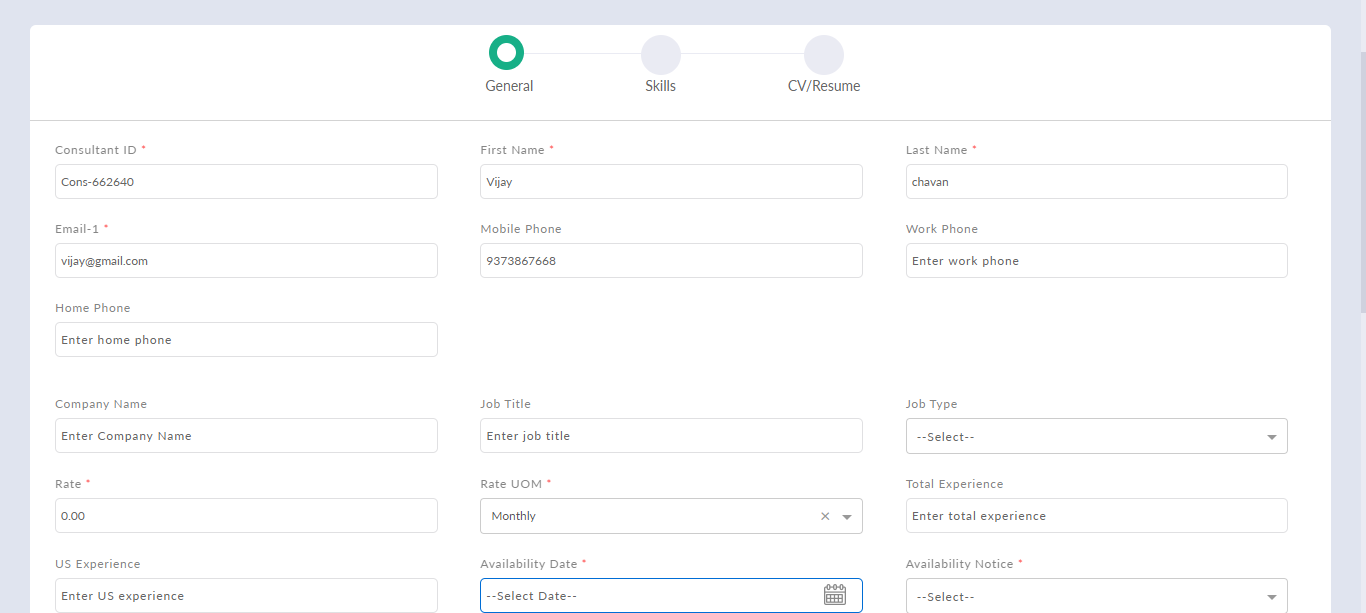 General Skills CV/Resume
Consultant ID * First Name * Last Name *
Cons-662640 Vijay chavan
Email-1 * Mobile Phone Work Phone
vijay@gmail.com 9373867668 Enter work phone
Home Phone
Enter home phone
Company Name Job Title Job Type
Enter Company Name Enter job title --Select--
Rate * Rate UOM * Total Experience
0.00 Monthly × Enter total experience
US Experience Availability Date * Availability Notice *
Enter US experience --Select Date-- --Select--